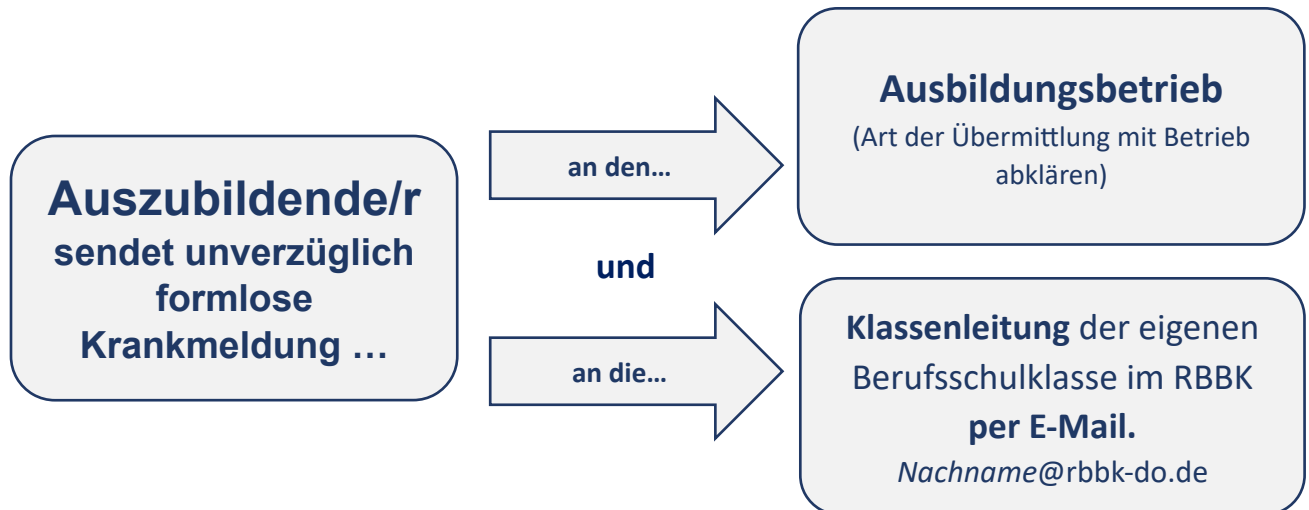 Auszubildende/r
sendet unverzüglich
formlose
Krankmeldung …
an den…
Ausbildungsbetrieb
(Art der Übermittlung mit Betrieb
abklären)
und
an die…
Klassenleitung der eigenen
Berufsschulklasse im RBBK
per E-Mail.
Nachname@rbbk-do.de